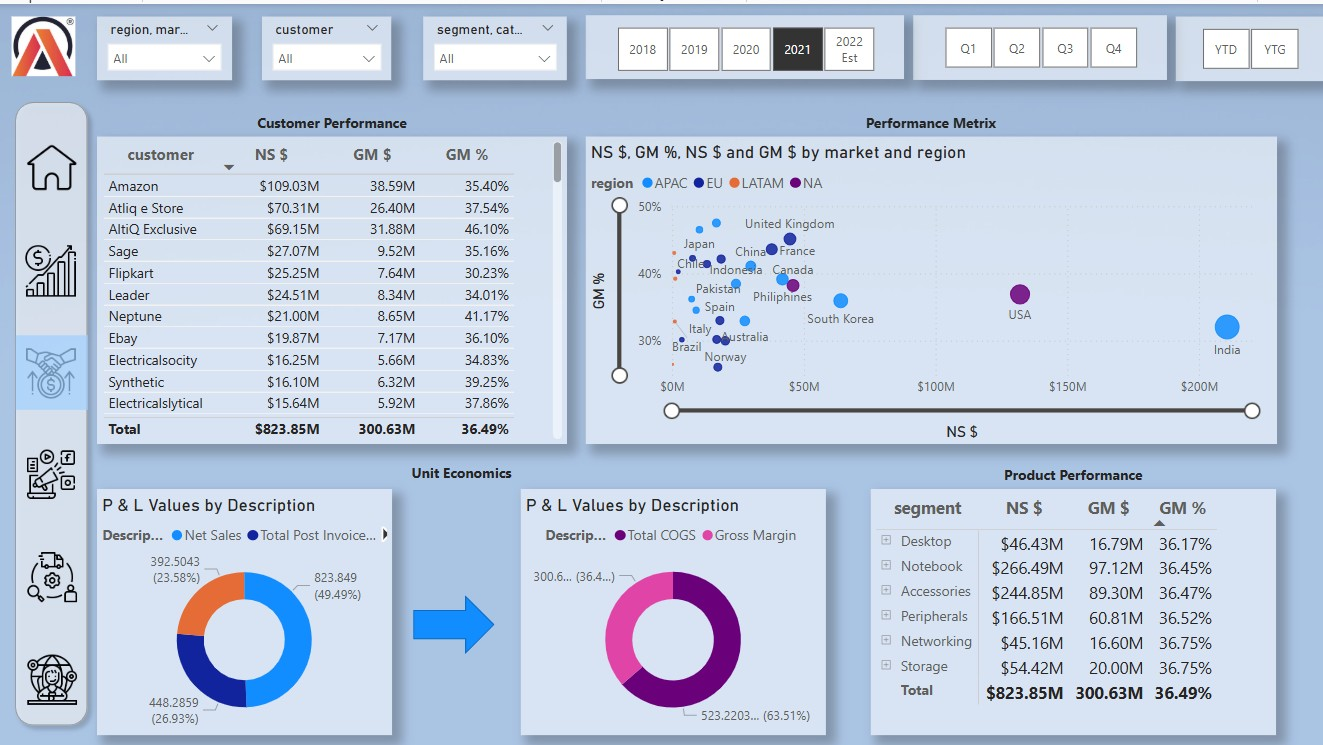 region, mar...
All
customer
All
segment, cat...
All
2018
2019
2020
2021
2022
Est
Q1
Q2
Q3
Q4
YTD
YTG
Customer Performance
customer NS $ GM $ GM %
Amazon $109.03M 38.59M 35.40%
Atliq e Store $70.31M 26.40M 37.54%
AltiQ Exclusive $69.15M 31.88M 46.10%
Sage $27.07M 9.52M 35.16%
Flipkart $25.25M 7.64M 30.23%
Leader $24.51M 8.34M 34.01%
Neptune $21.00M 8.65M 41.17%
Ebay $19.87M 7.17M 36.10%
Electricalsocity $16.25M 5.66M 34.83%
Synthetic $16.10M 6.32M 39.25%
Electricalslytical $15.64M 5.92M 37.86%
Total $823.85M 300.63M 36.49%
Performance Metrix
NS $, GM %, NS $ and GM $ by market and region
region APAC EU LATAM NA
GM %
50%
40%
30%
United Kingdom
Japan
China
France
Chile
Indonesia
Canada
Pakistan
Philiphines
Spain
South Korea
USA
Italy
Australia
Brazil
Norway
India
$0M $50M $100M $150M $200M
NS $
Unit Economics
P & L Values by Description
Descrip... Net Sales Total Post Invoice...
392.5043
(23.58%)
823.849
(49.49%)
448.2859
(26.93%)
P & L Values by Description
Descrip... Total COGS Gross Margin
300.6... (36.4...)
523.2203... (63.51%)
Product Performance
segment NS $ GM $ GM %
Desktop $46.43M 16.79M 36.17%
Notebook $266.49M 97.12M 36.45%
Accessories $244.85M 89.30M 36.47%
Peripherals $166.51M 60.81M 36.52%
Networking $45.16M 16.60M 36.75%
Storage $54.42M 20.00M 36.75%
Total $823.85M 300.63M 36.49%